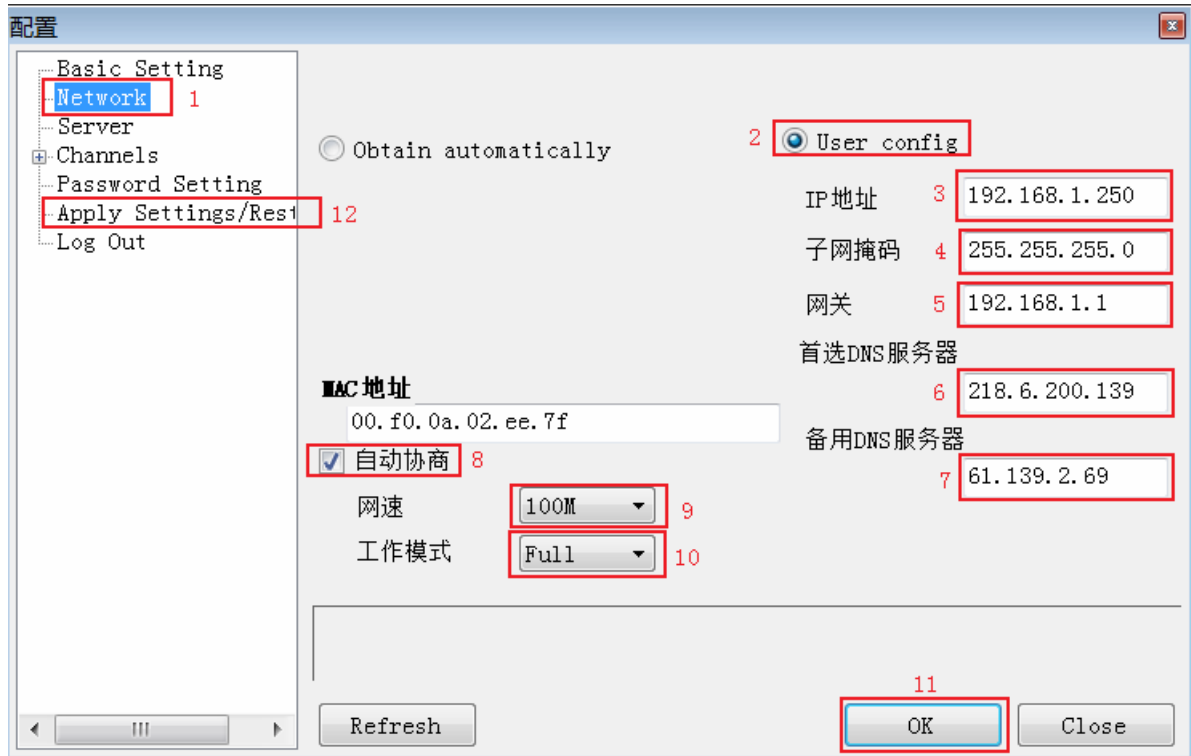 配置
Basic Setting
Network 1
Server
Channels
Password Setting
Apply Settings/Rest 12
Log Out
Obtain automatically
2 User config
IP地址 3 192.168.1.250
子网掩码 4 255.255.255.0
网关 5 192.168.1.1
首选DNS服务器
6 218.6.200.139
备用DNS服务器
7 61.139.2.69
MAC地址
00.f0.0a.02.ee.7f
自动协商 8
网速 100M 9
工作模式 Full 10
Refresh
11
OK
Close